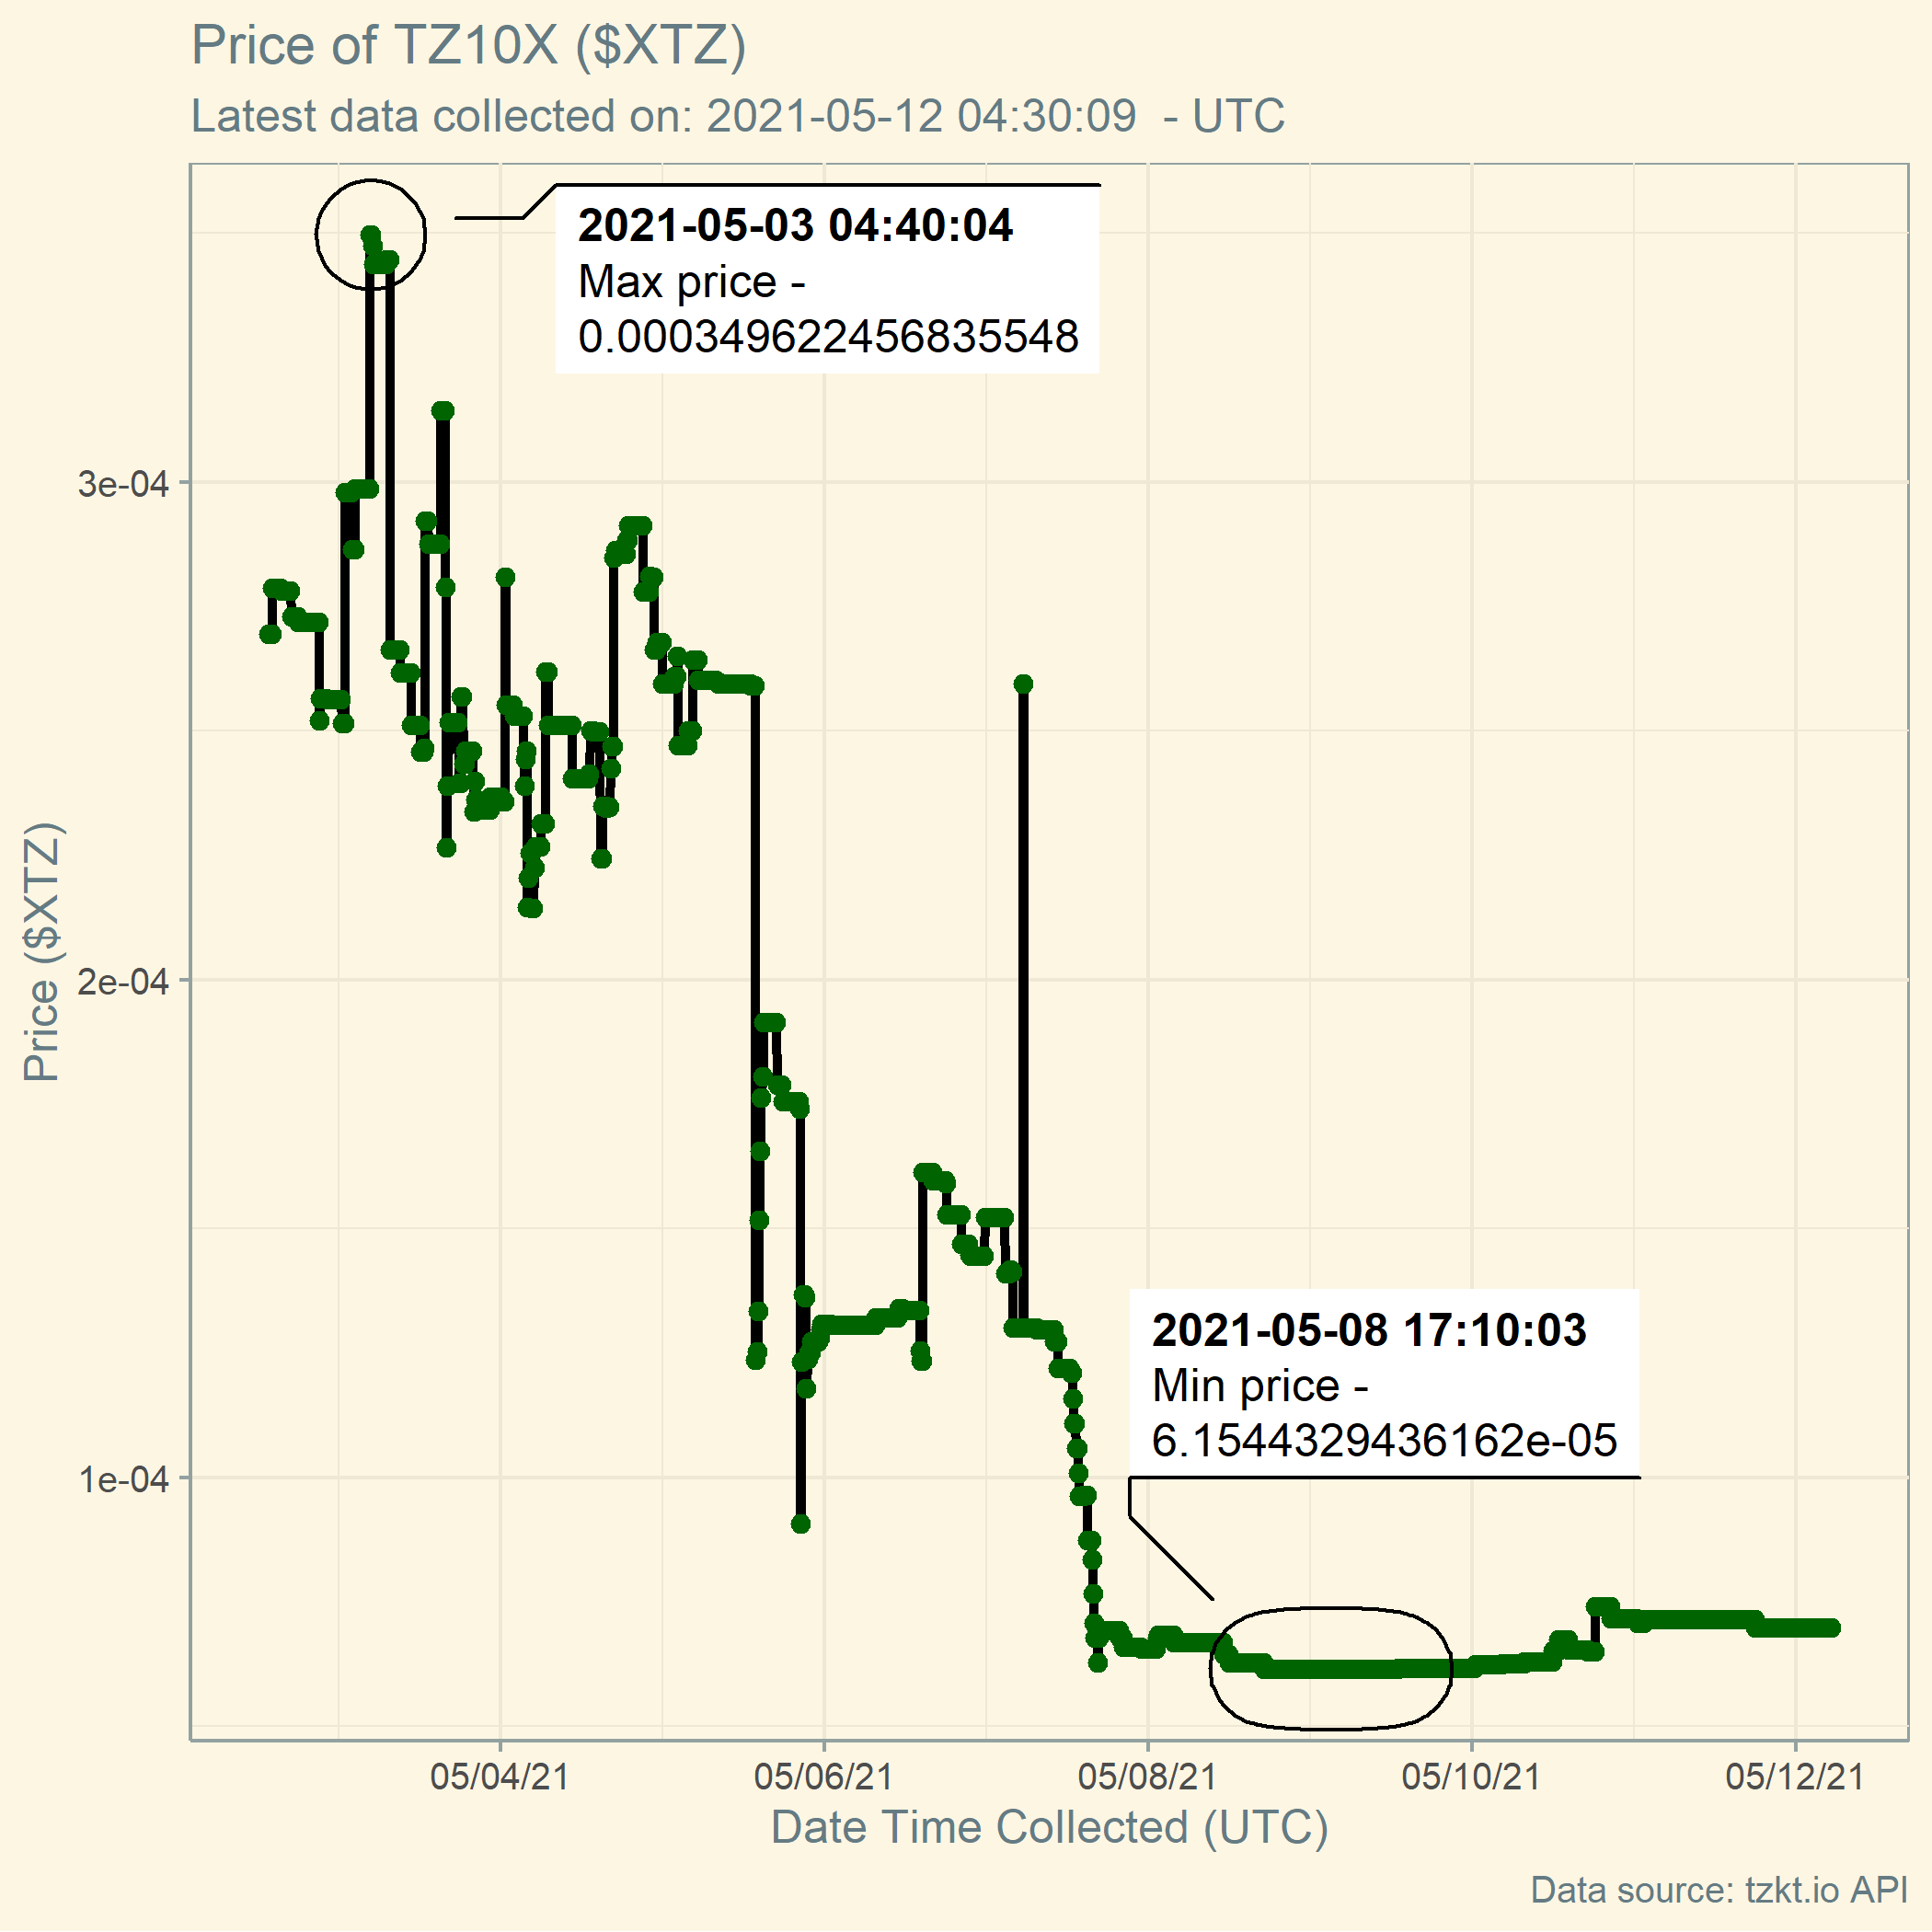 Price of TZ10X ($XTZ)
Latest data collected on: 2021-05-12 04:30:09  - UTC
2021-05-03 04:40:04
Max price -
0.000349622456835548
3e-04
2e-04
1e-04
Price ($XTZ)
2021-05-08 17:10:03
Min price -
6.1544329436162e-05
05/04/21
05/06/21
05/08/21
05/10/21
05/12/21
Date Time Collected (UTC)
Data source: tzkt.io API